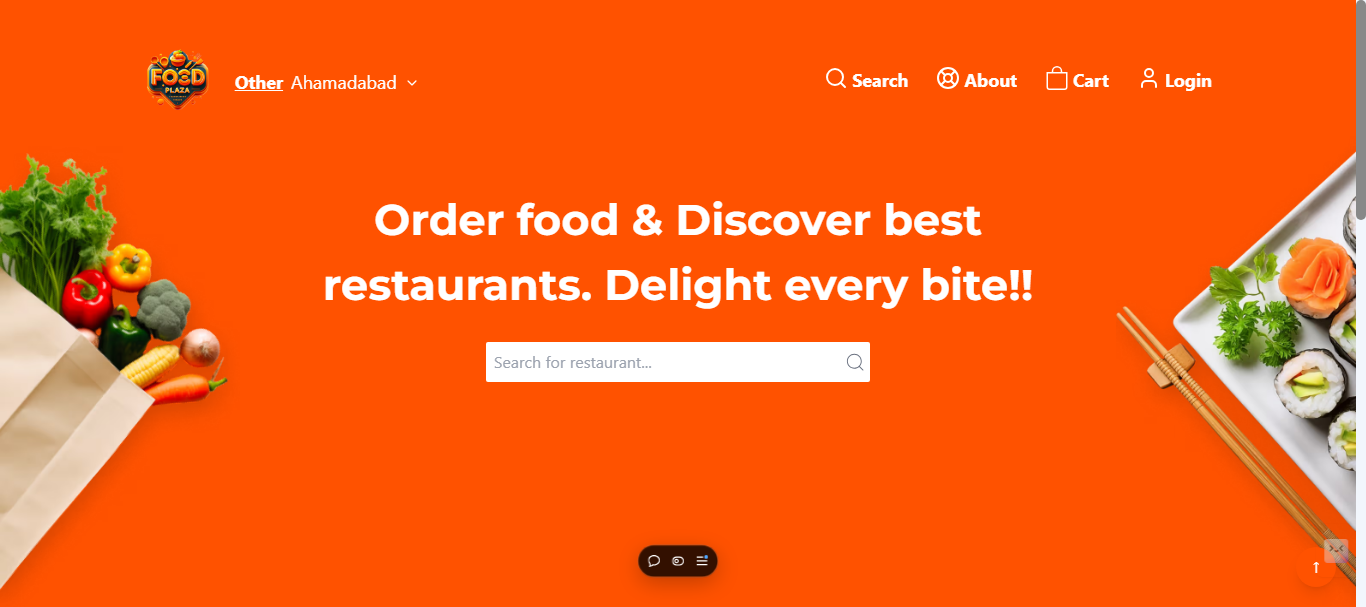 FOOD
PLAZA
Other Ahamadabad
Search
About
Cart
Login
Order food & Discover best
restaurants. Delight every bite!!
Search for restaurant...